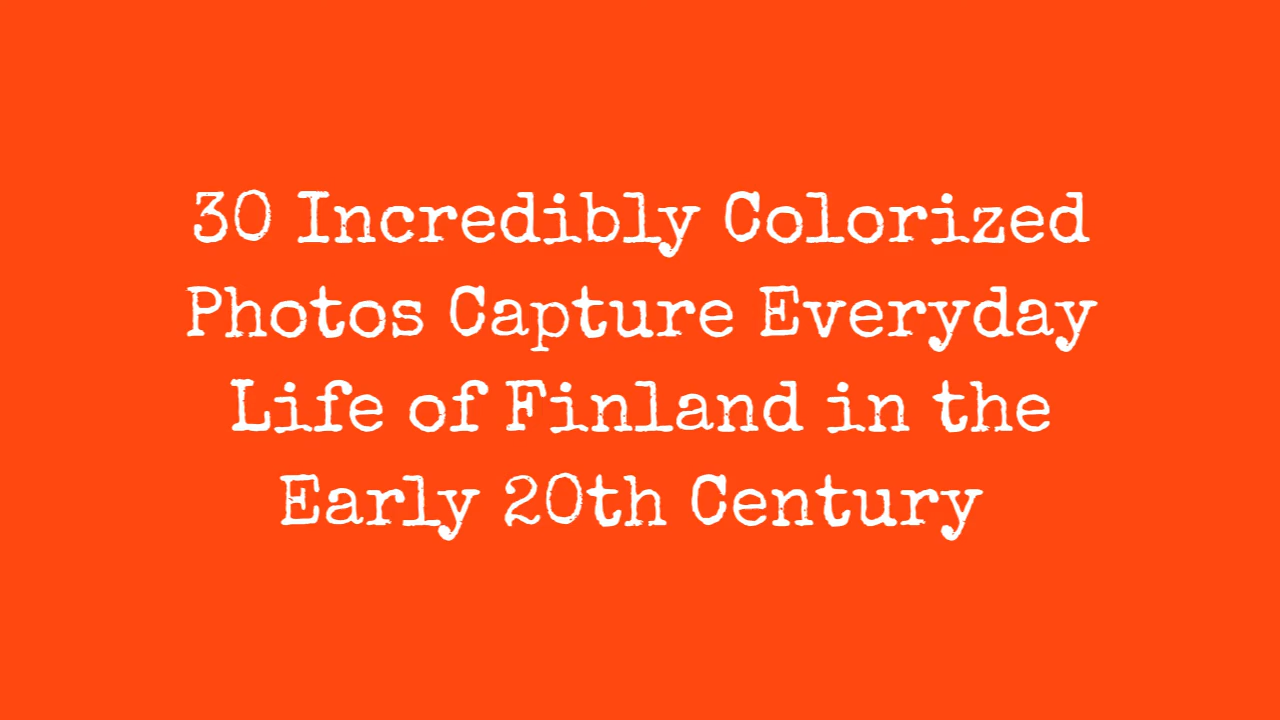 30 Incredibly Colorized
Photos Capture Everyday
Life of Finland in the
Early 20th Century